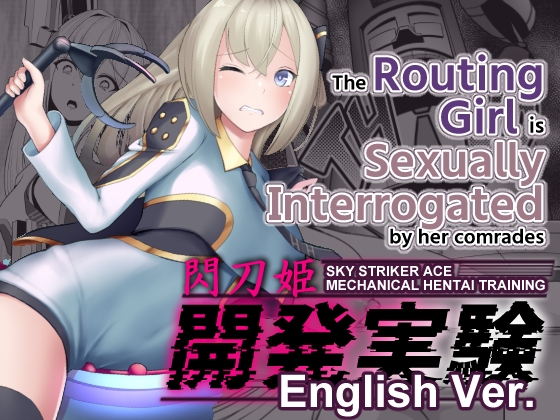 The Routing
Girl is
Sexually
Interrogated
by her comrades
閃刀姫
SKY STRIKER ACE
MECHANICAL HENTAI TRAINING
開発実験
English Ver.